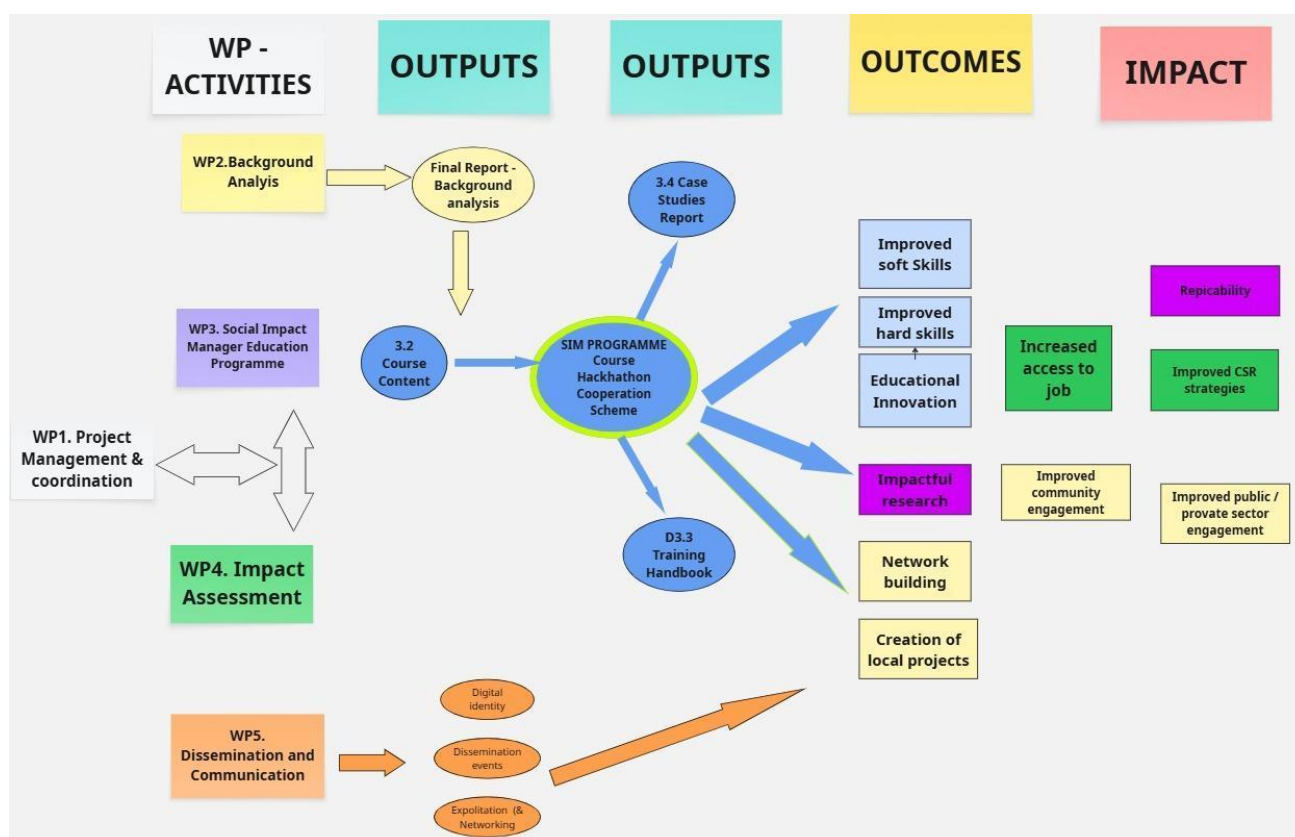 WP -
ACTIVITIES
OUTPUTS
OUTPUTS
OUTCOMES
IMPACT
WP2.Background
Analyis
Final Report -
Background
analysis
3.4 Case
Studies
Report
Improved
soft Skills
Improved
hard skills
Educational
Innovation
Increased
access to
job
Repicability
Improved CSR
strategies
WP3. Social Impact
Manager Education
Programme
3.2
Course
Content
SIM PROGRAMME
Course
Hackhathon
Cooperation
Scheme
WP1. Project
Management &
coordination
Impactful
research
Improved
community
engagement
Improved public /
provate sector
engagement
D3.3
Training
Handbook
WP4. Impact
Assessment
Network
building
Creation of
local projects
WP5.
Dissemination and
Communication
Digital
identity
Dissemination
events
Expolitation (&
Networking